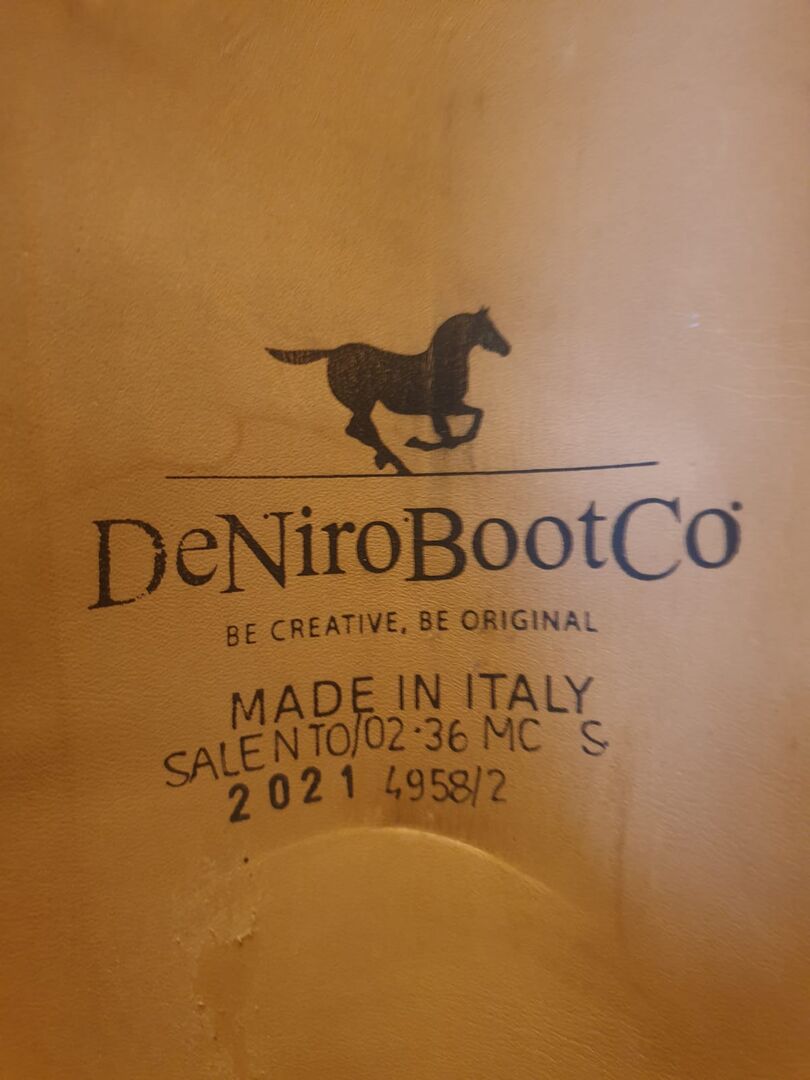 DeNiroBootCo
BE CREATIVE, BE ORIGINAL
MADE IN ITALY
SALENTO/02·36 MC S
2021 4958/2